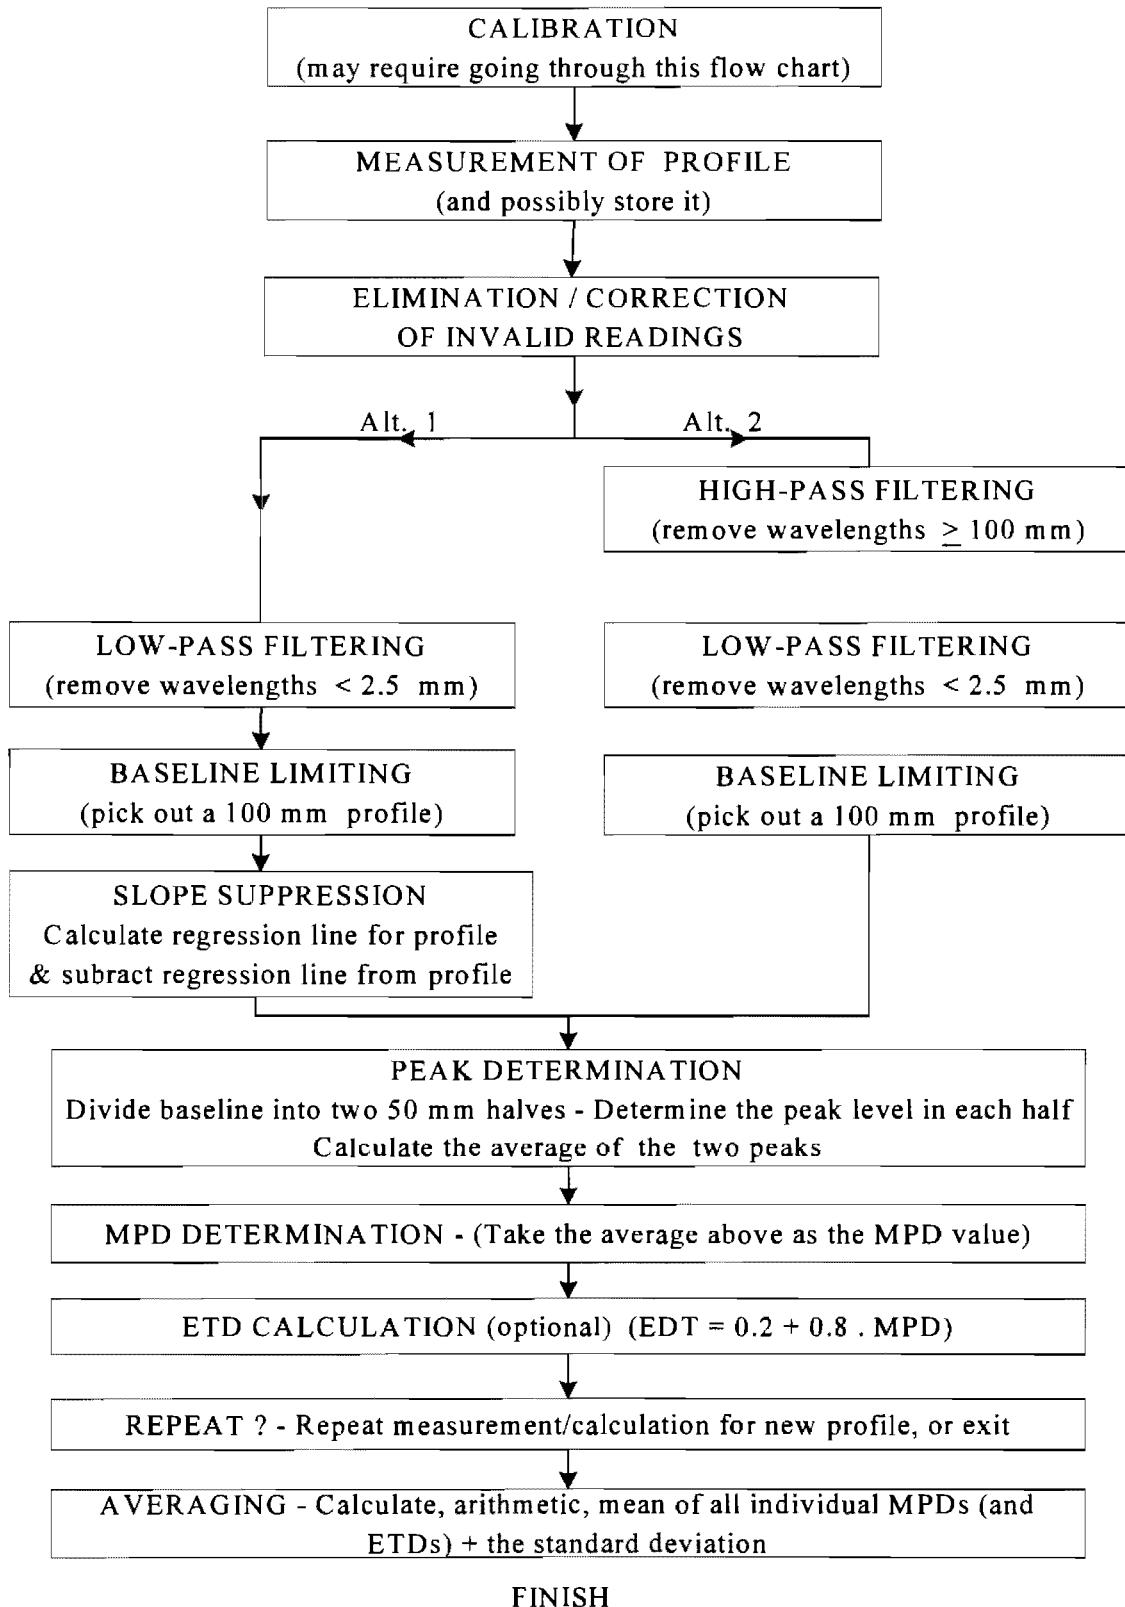 CALIBRATION
(may require going through this flow chart)
MEASUREMENT OF PROFILE
(and possibly store it)
ELIMINATION / CORRECTION
OF INVALID READINGS
Alt. 1
Alt. 2
HIGH-PASS FILTERING
(remove wavelengths ≥ 100 mm)
LOW-PASS FILTERING
(remove wavelengths < 2.5 mm)
LOW-PASS FILTERING
(remove wavelengths < 2.5 mm)
BASELINE LIMITING
(pick out a 100 mm profile)
BASELINE LIMITING
(pick out a 100 mm profile)
SLOPE SUPPRESSION
Calculate regression line for profile
& subract regression line from profile
PEAK DETERMINATION
Divide baseline into two 50 mm halves - Determine the peak level in each half
Calculate the average of the two peaks
MPD DETERMINATION - (Take the average above as the MPD value)
ETD CALCULATION (optional) (EDT = 0.2 + 0.8 . MPD)
REPEAT ? - Repeat measurement/calculation for new profile, or exit
AVERAGING - Calculate, arithmetic, mean of all individual MPDs (and
ETDs) + the standard deviation
FINISH